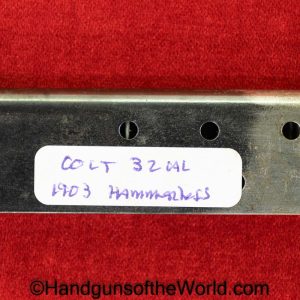 COLT 32CAL
1903 Hammerless
©HandgunsoftheWorld.com